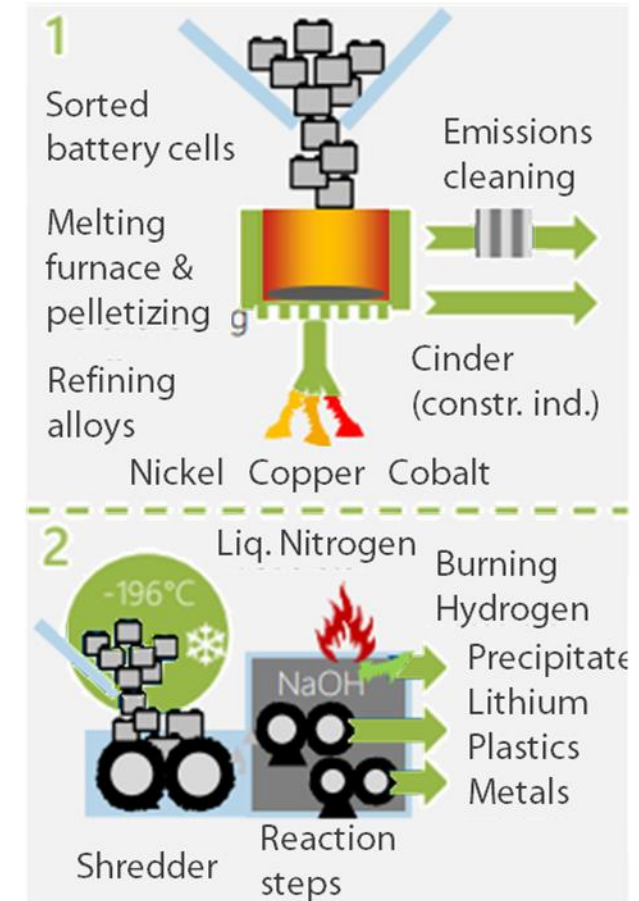 1
Sorted
battery cells
Emissions
cleaning
Melting
furnace &
pelletizing
g
Refining
alloys
Cinder
(constr. ind.)
Nickel Copper Cobalt
2
Liq. Nitrogen
-196°C
Burning
Hydrogen
NaOH
Precipitate
Lithium
Plastics
Metals
Shredder
Reaction
steps